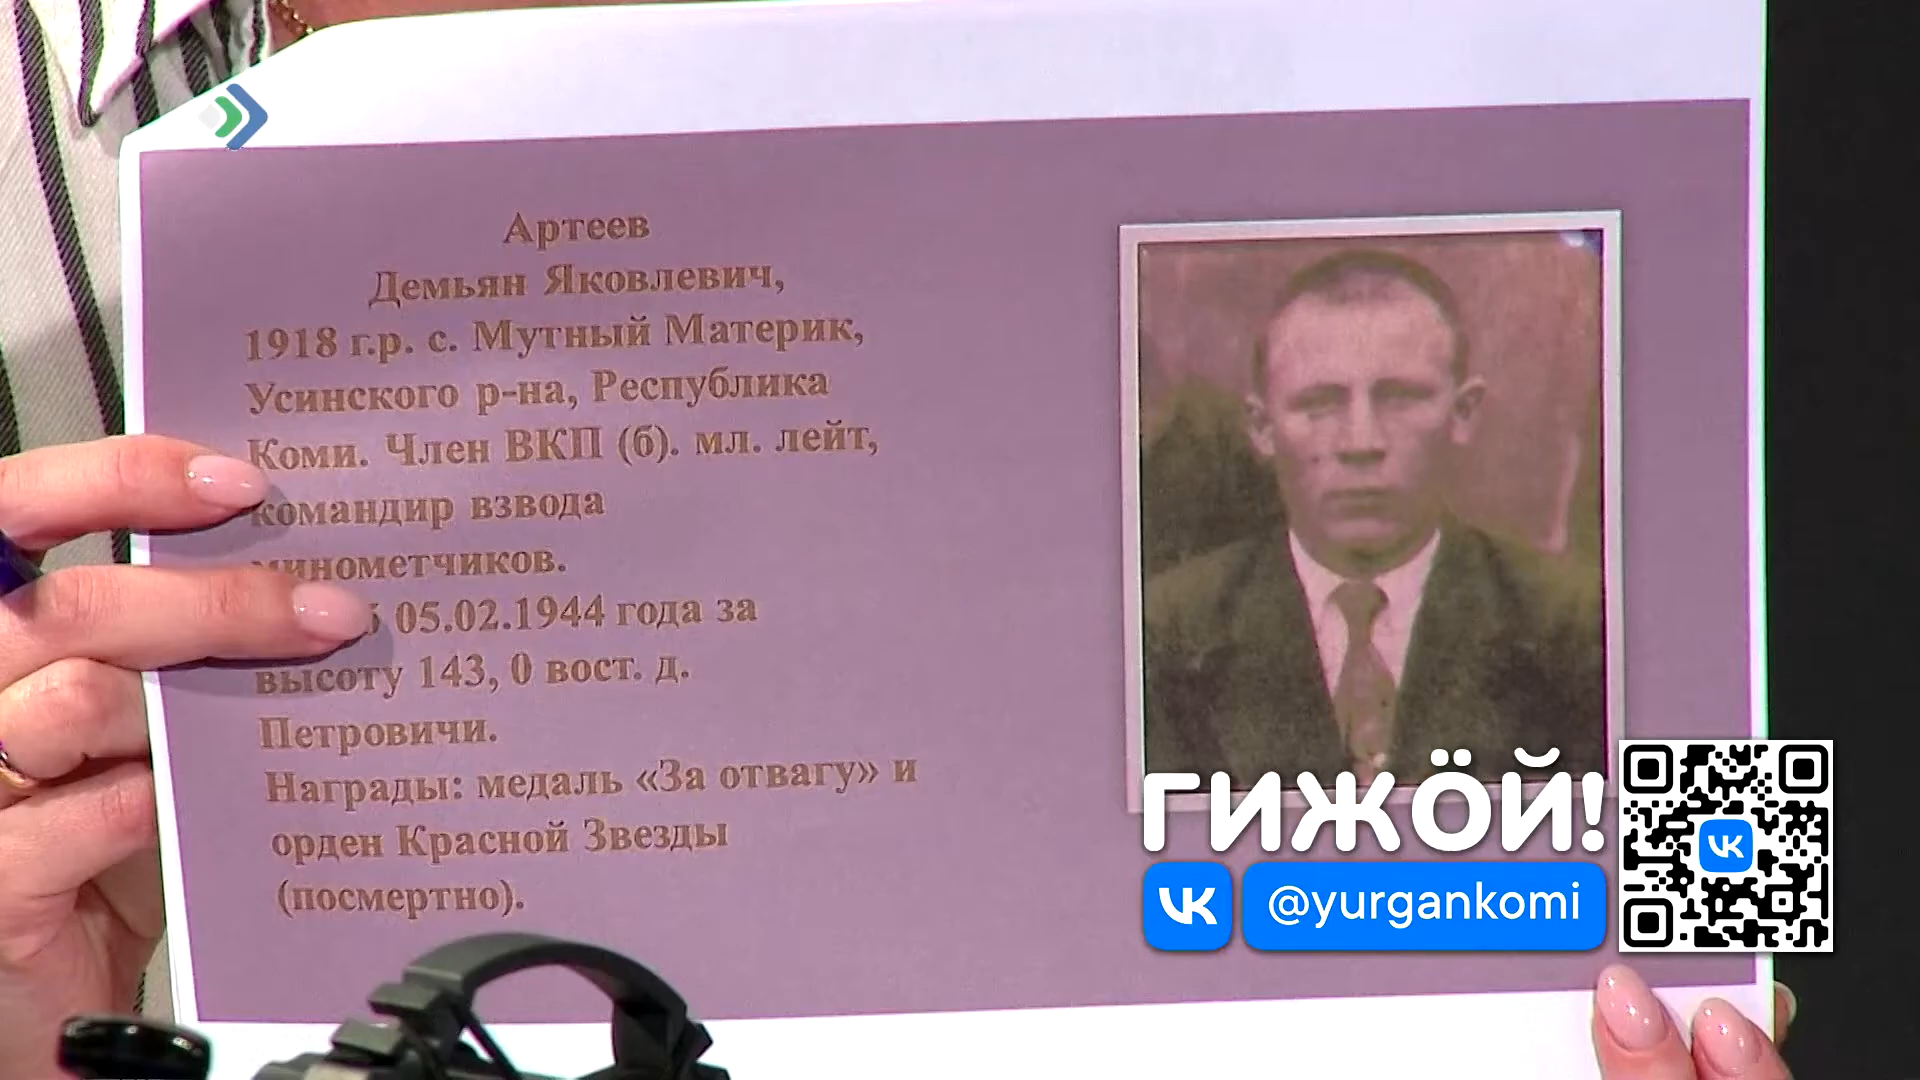 Артеев
Демьян Яковлевич,
1918 г.р. с. Мутный Материк,
Усинского р-на, Республика
Коми. Член ВКП (б). мл. лейт,
командир взвода
минометчиков.
05.02.1944 года за
высоту 143, 0 вост. д.
Петровичи.
Награды: медаль «За отвагу» и
орден Красной Звезды
(посмертно).
ГИЖӦЙ!
@yurgankomi